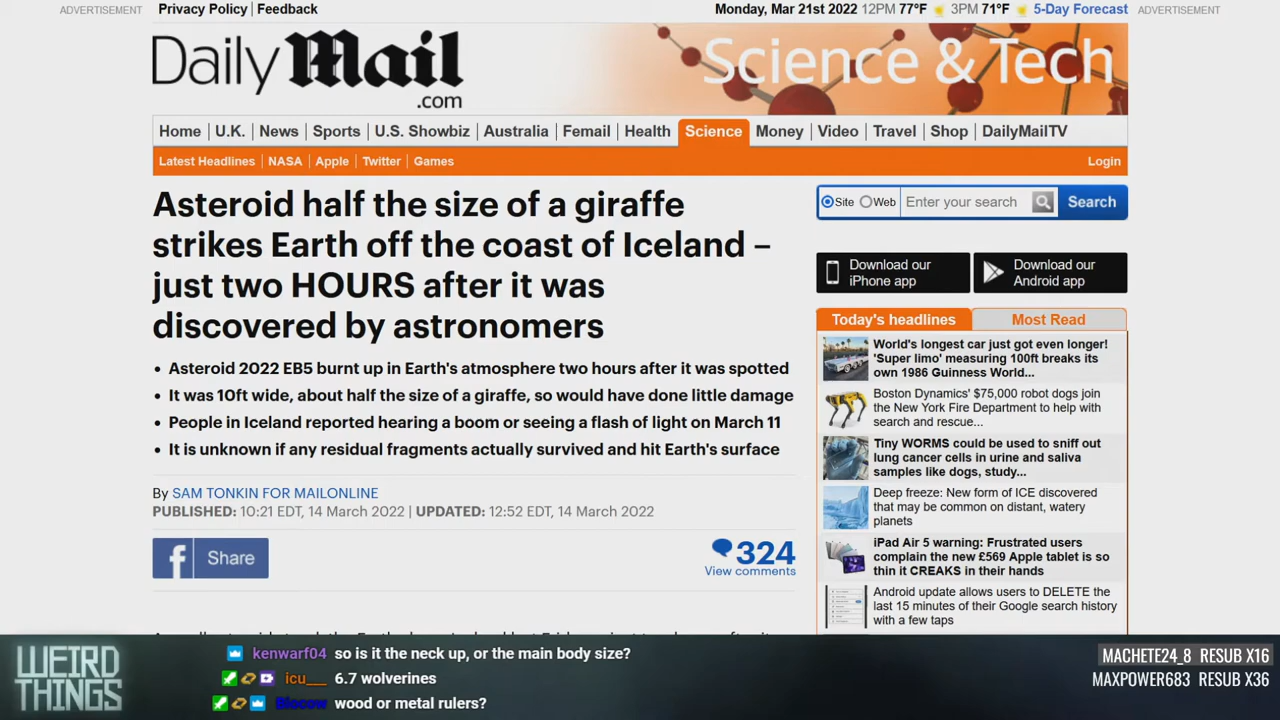 ADVERTISEMENT
Privacy Policy | Feedback
Monday, Mar 21st 2022 12PM 77°F 3PM 71°F 5-Day Forecast
ADVERTISEMENT
Daily Mail
.com
Science & Tech
Home U.K. News Sports U.S. Showbiz Australia Femail Health Science Money Video Travel Shop DailyMailTV
Latest Headlines NASA Apple Twitter Games
Login
Asteroid half the size of a giraffe
strikes Earth off the coast of Iceland –
just two HOURS after it was
discovered by astronomers
• Asteroid 2022 EB5 burnt up in Earth's atmosphere two hours after it was spotted
• It was 10ft wide, about half the size of a giraffe, so would have done little damage
• People in Iceland reported hearing a boom or seeing a flash of light on March 11
• It is unknown if any residual fragments actually survived and hit Earth's surface
By SAM TONKIN FOR MAILONLINE
PUBLISHED: 10:21 EDT, 14 March 2022 | UPDATED: 12:52 EDT, 14 March 2022
f Share
324
View comments
Site Web Enter your search Search
Download our
iPhone app
Download our
Android app
Today's headlines Most Read
World's longest car just got even longer!
'Super limo' measuring 100ft breaks its
own 1986 Guinness World...
Boston Dynamics' $75,000 robot dogs join
the New York Fire Department to help with
search and rescue...
Tiny WORMS could be used to sniff out
lung cancer cells in urine and saliva
samples like dogs, study...
Deep freeze: New form of ICE discovered
that may be common on distant, watery
planets
iPad Air 5 warning: Frustrated users
complain the new £569 Apple tablet is so
thin it CREAKS in their hands
Android update allows users to DELETE the
last 15 minutes of their Google search history
with a few taps
WEIRD
THINGS
kenwarf04 so is it the neck up, or the main body size?
icu___ 6.7 wolverines
Biocow wood or metal rulers?
MACHETE24_8 RESUB X16
MAXPOWER683 RESUB X36